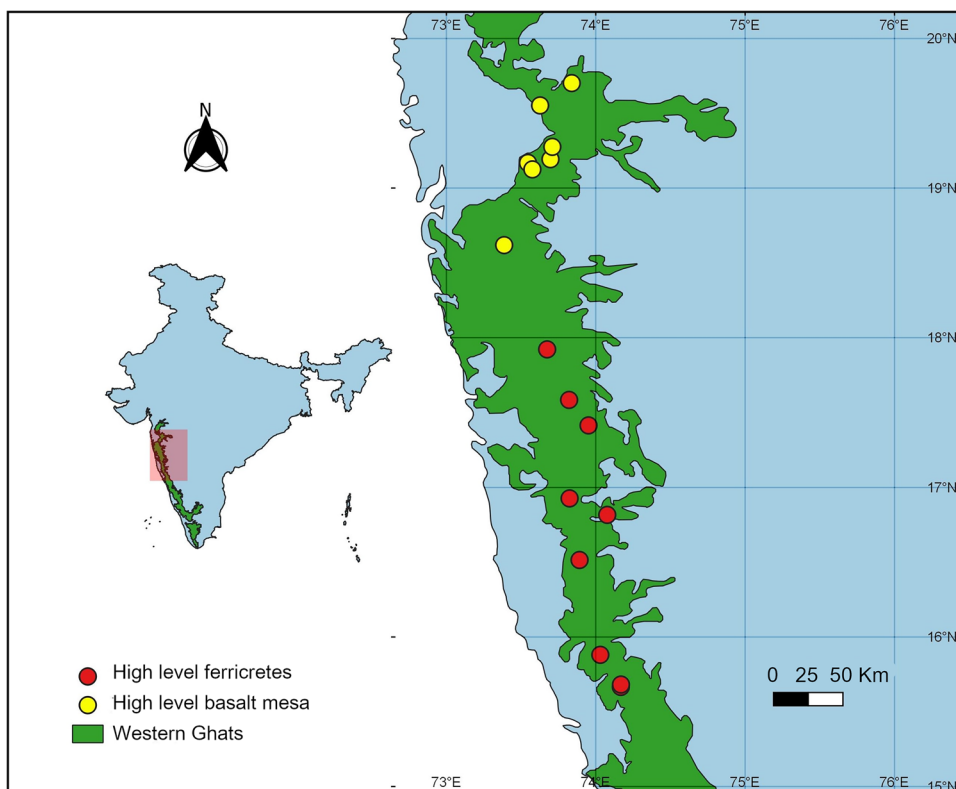 73°E 74°E 75°E 76°E
20°N
N
19°N
18°N
17°N
16°N
High level ferricretes
High level basalt mesa
Western Ghats
0 25 50 Km
73°E 74°E 75°E 76°E 15°N